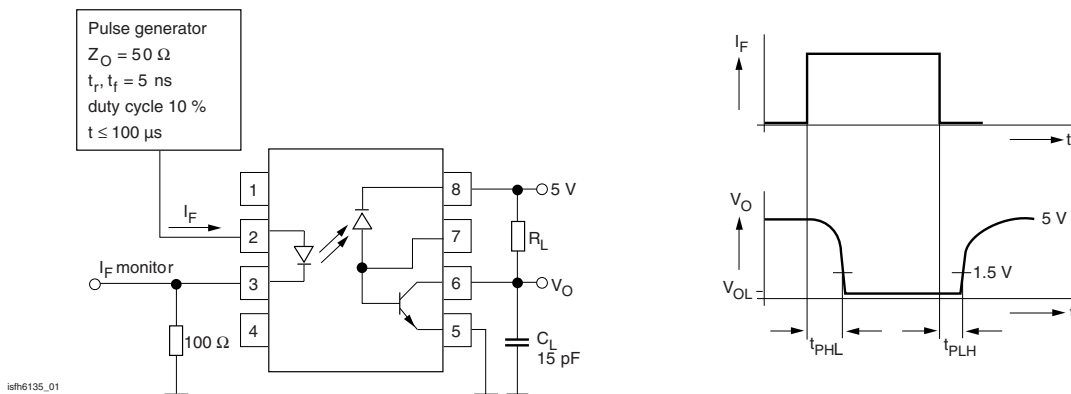 Pulse generator
Z_O = 50 Ω
t_r, t_f = 5 ns
duty cycle 10 %
t ≤ 100 μs
I_F
1
2
3
4
8
7
6
5
5 V
R_L
V_O
C_L
15 pF
I_F monitor
100 Ω
isfh6135_01
I_F
t
V_O
5 V
1.5 V
V_OL
t
t_PHL
t_PLH